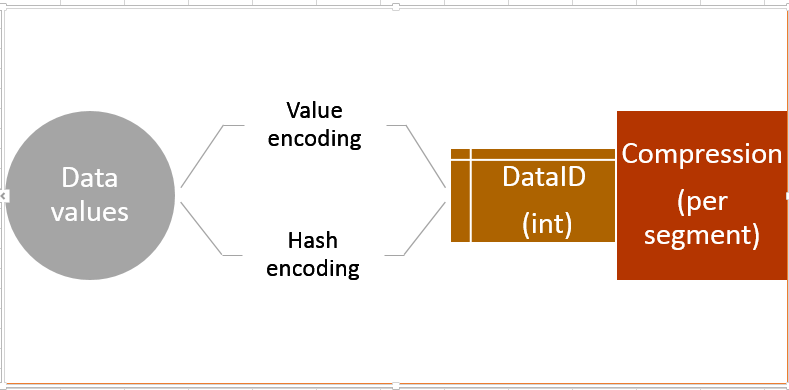 Data
values
Value
encoding
Hash
encoding
DataID
(int)
Compression
(per
segment)